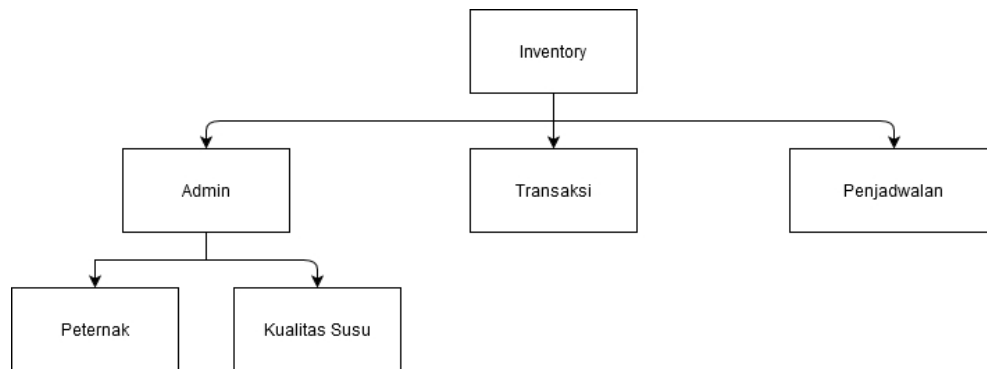 Inventory
Admin
Transaksi
Penjadwalan
Peternak
Kualitas Susu